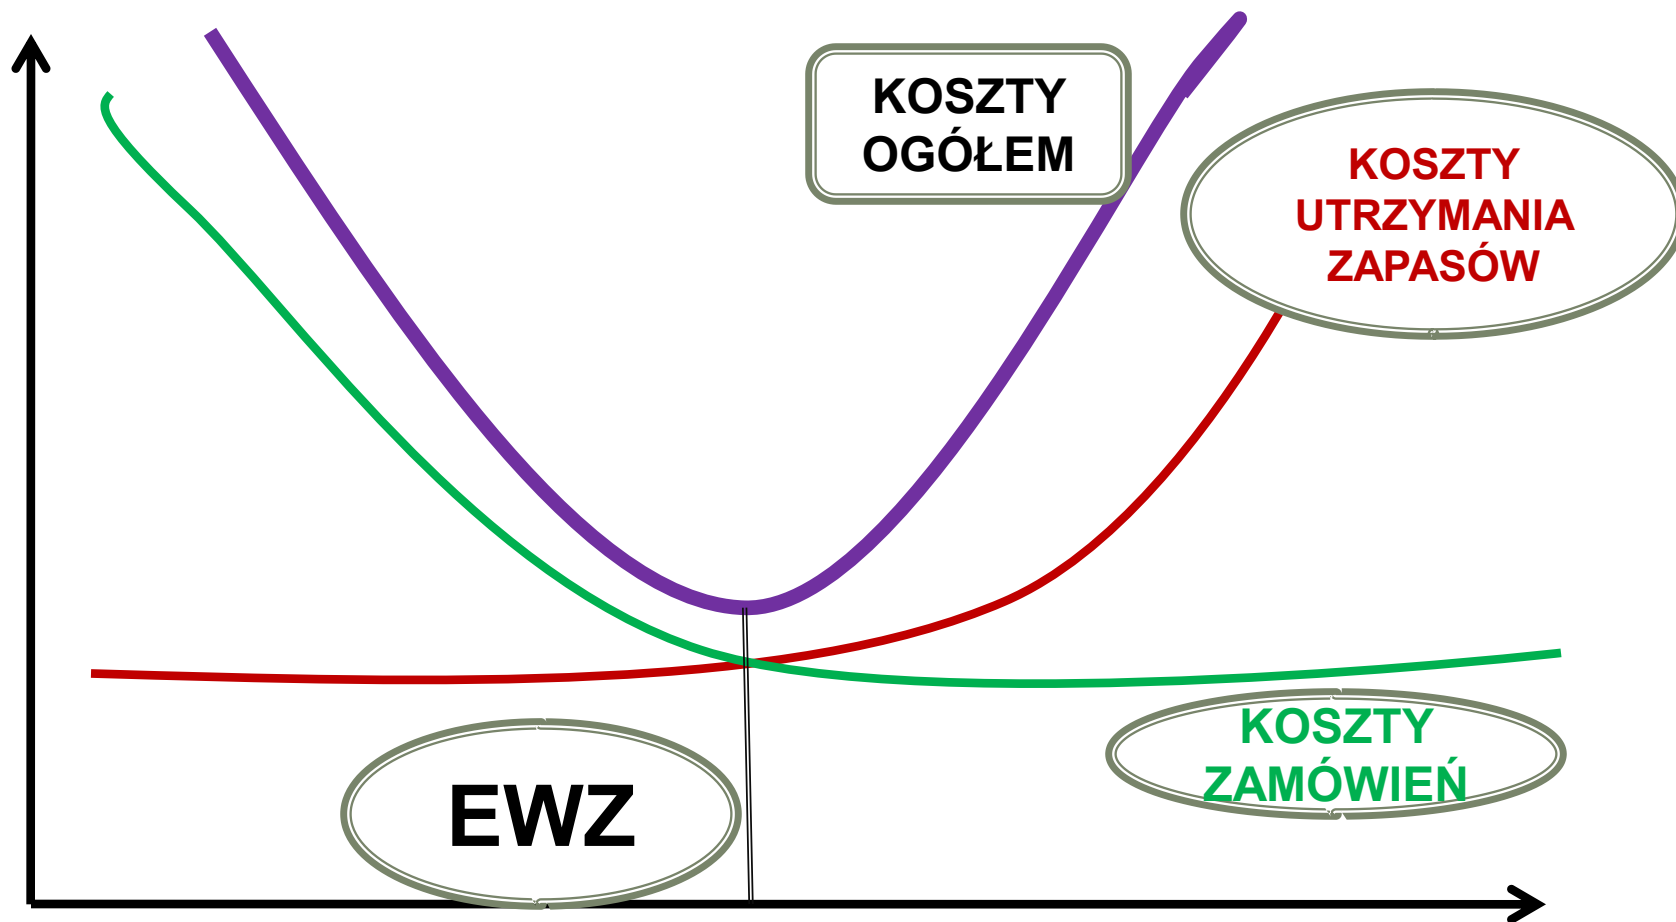 KOSZTY
OGÓŁEM
KOSZTY
UTRZYMANIA
ZAPASÓW
KOSZTY
ZAMÓWIEŃ
EWZ